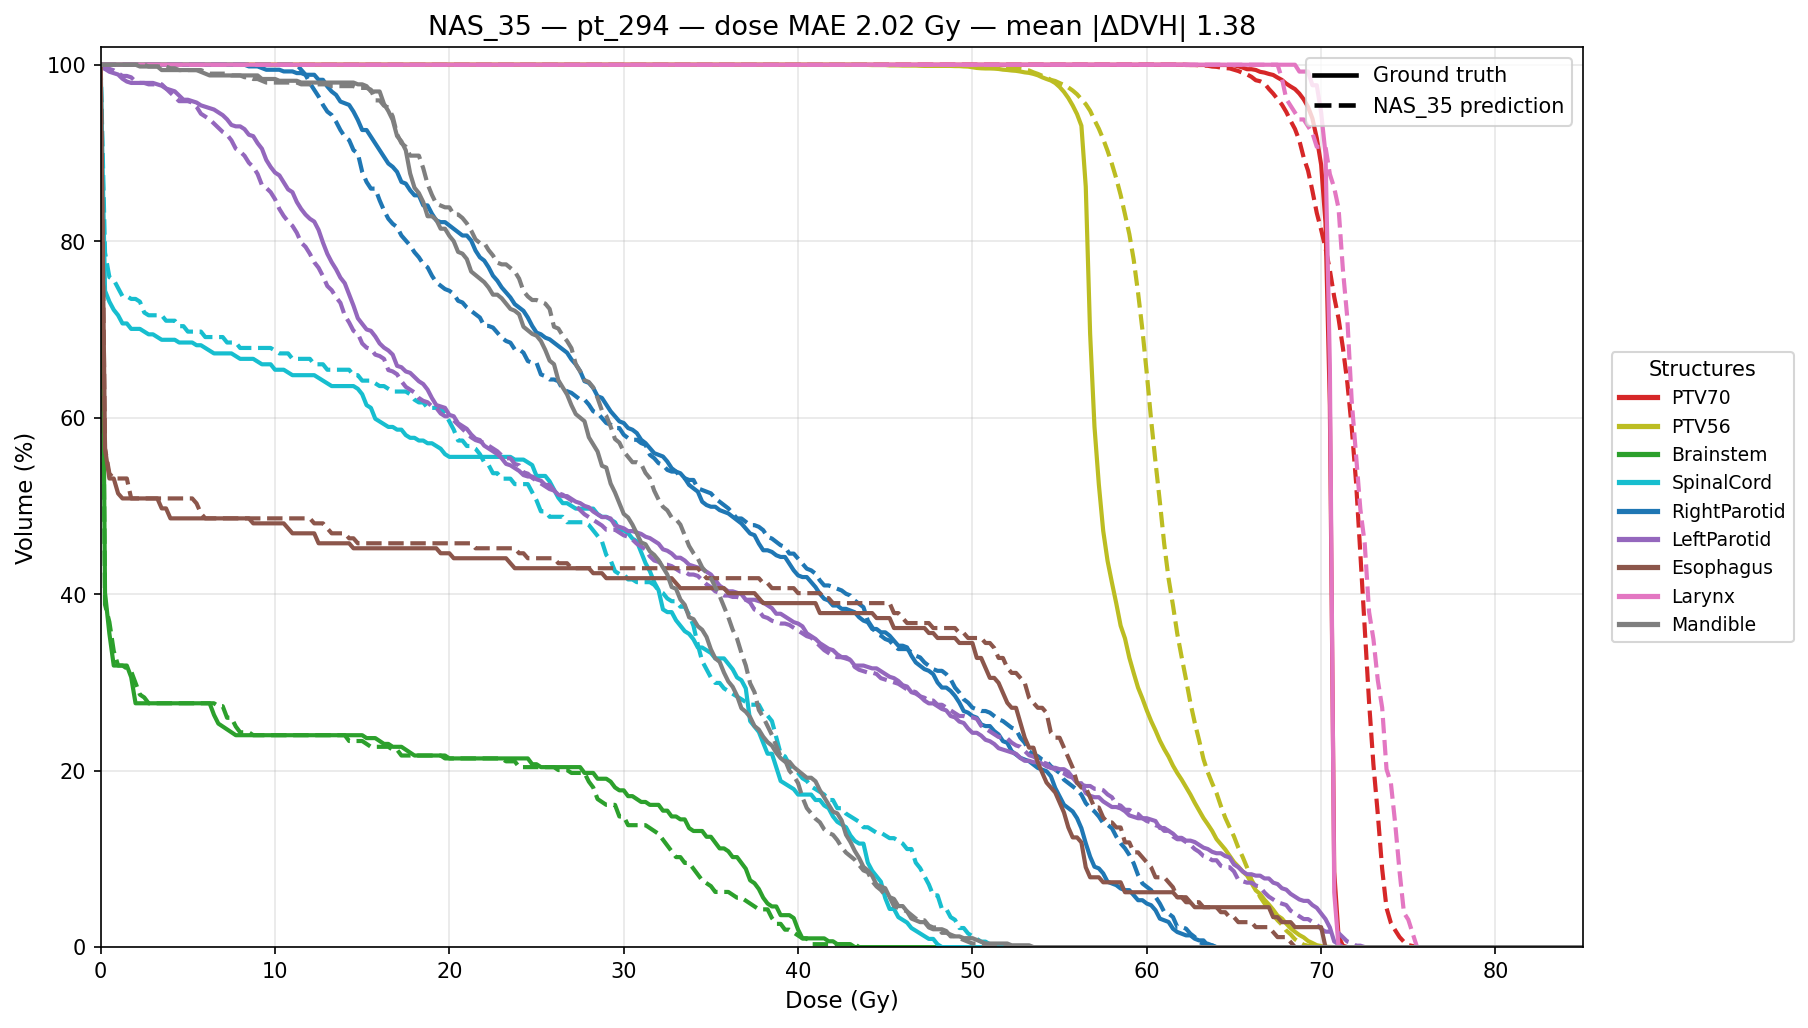 NAS_35 — pt_294 — dose MAE 2.02 Gy — mean |ΔDVH| 1.38
Ground truth
NAS_35 prediction
Volume (%)
100
80
60
40
20
0
0 10 20 30 40 50 60 70 80
Dose (Gy)
Structures
PTV70
PTV56
Brainstem
SpinalCord
RightParotid
LeftParotid
Esophagus
Larynx
Mandible